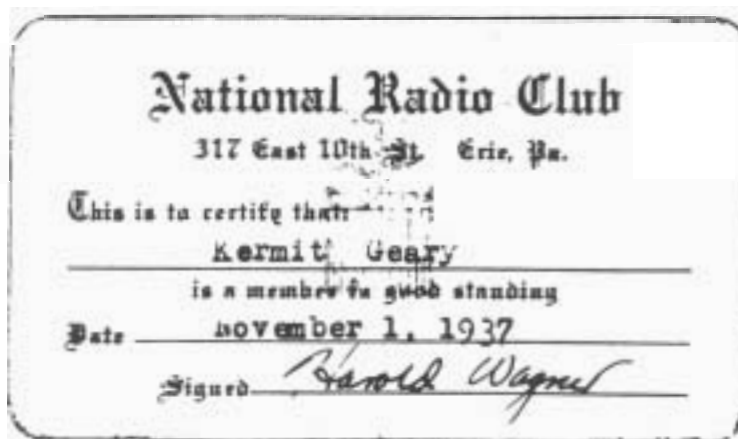 National Radio Club
317 East 10th St. Erie, Pa.
This is to certify that:
Kermit Geary
is a member in good standing
Date November 1, 1937
Signed Harold Wagner